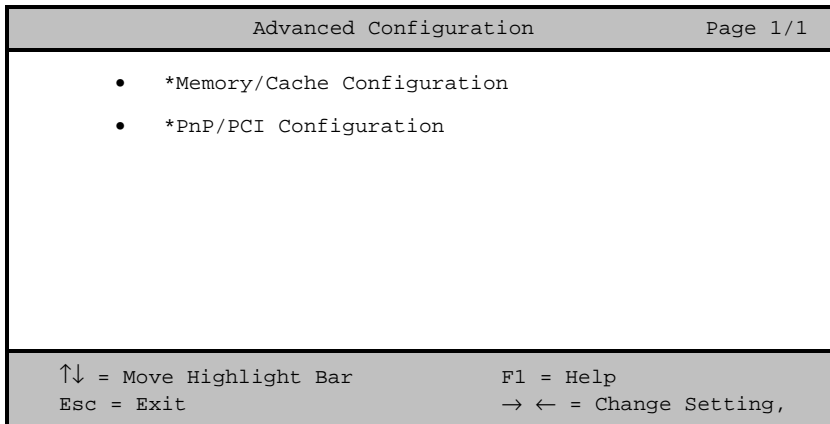 Advanced Configuration Page 1/1
• *Memory/Cache Configuration
• *PnP/PCI Configuration
↑↓ = Move Highlight Bar F1 = Help
Esc = Exit → ← = Change Setting,